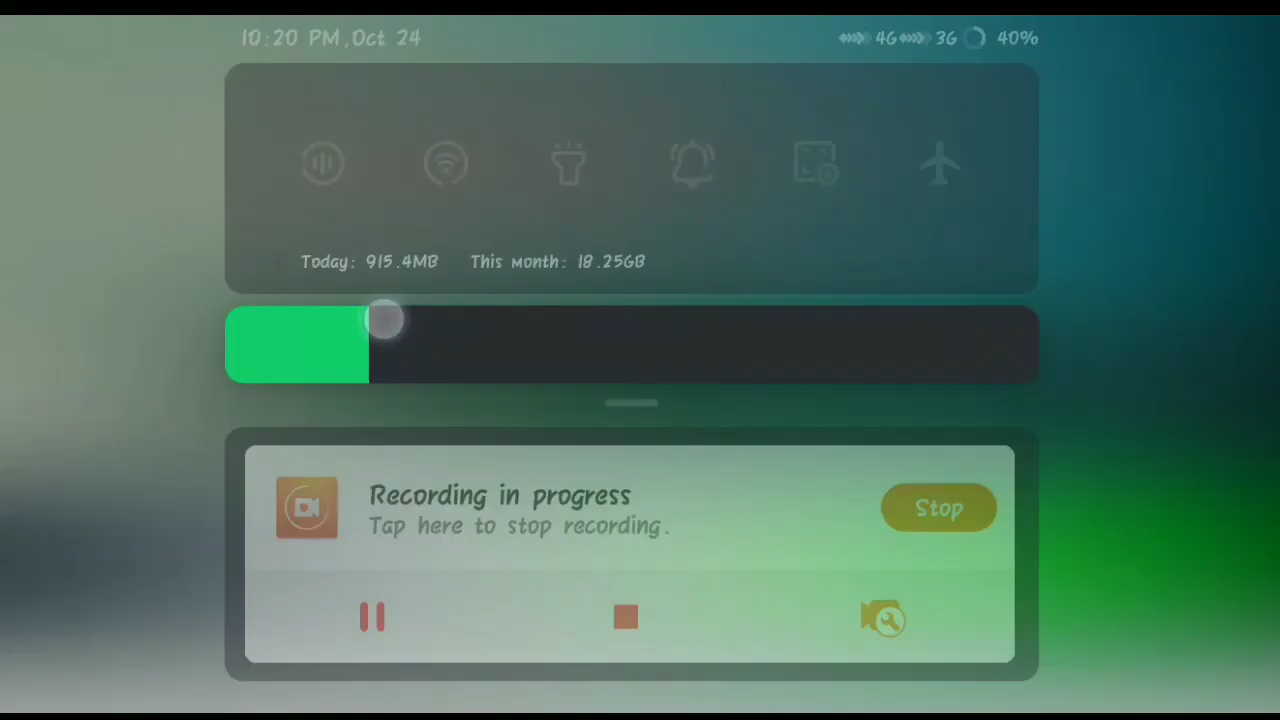 10:20 PM,Oct 24
4G 3G 40%
Today: 915.4MB This month: 18.25GB
Recording in progress
Tap here to stop recording.
Stop